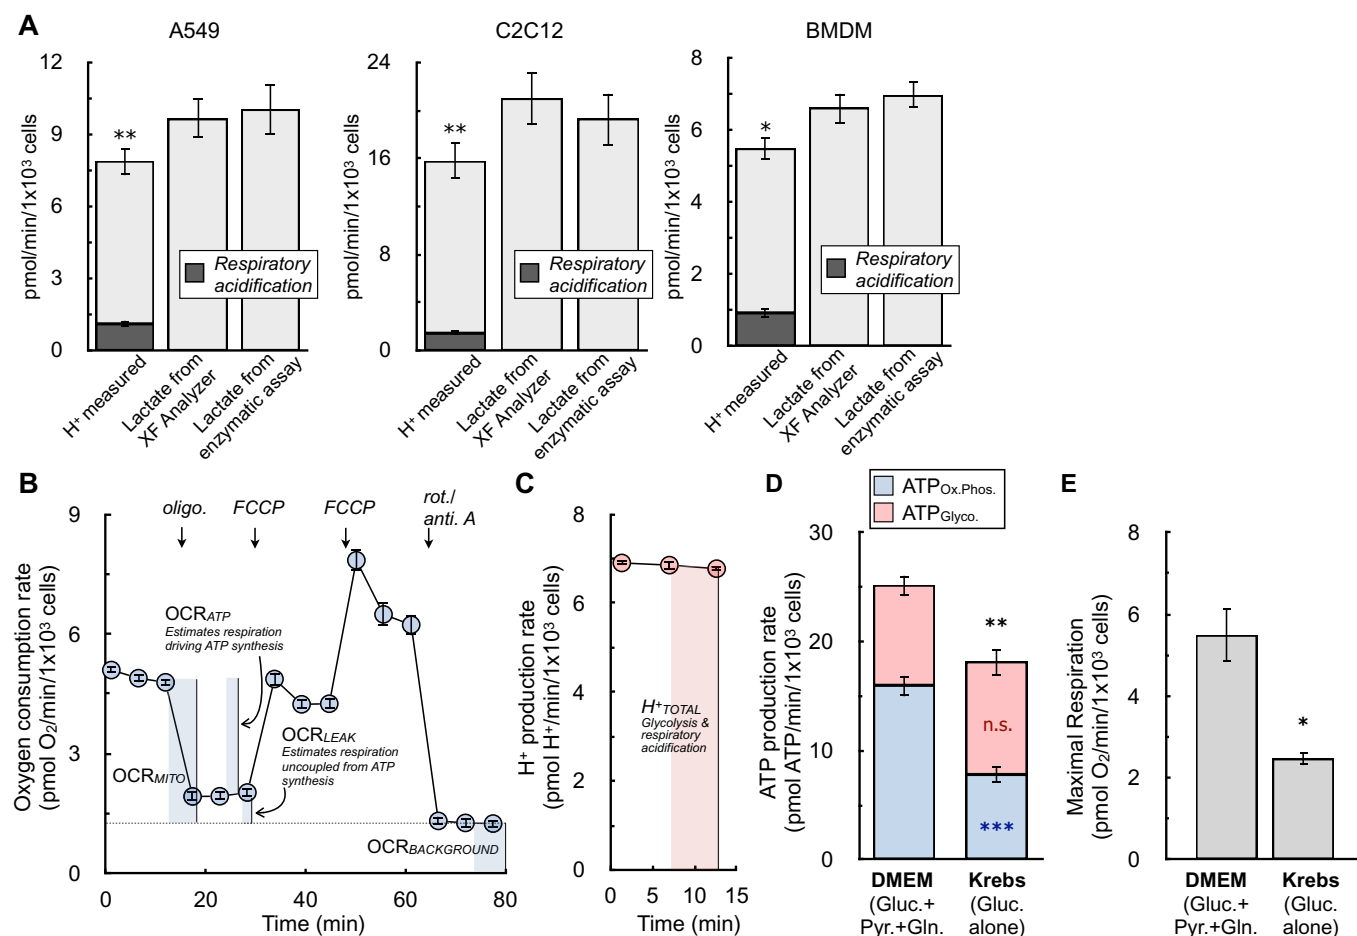 A
A549
C2C12
BMDM
pmol/min/1x10³ cells
12
9
6
3
0
**
Respiratory
acidification
H⁺ measured
Lactate from
XF Analyzer
Lactate from
enzymatic assay
pmol/min/1x10³ cells
24
16
8
0
**
Respiratory
acidification
H⁺ measured
Lactate from
XF Analyzer
Lactate from
enzymatic assay
pmol/min/1x10³ cells
8
6
4
2
0
*
Respiratory
acidification
H⁺ measured
Lactate from
XF Analyzer
Lactate from
enzymatic assay
B
Oxygen consumption rate
(pmol O₂/min/1x10³ cells)
9
6
3
0
oligo.
FCCP
FCCP
rot./
anti. A
OCRATP
Estimates respiration
driving ATP synthesis
OCRLEAK
Estimates respiration
uncoupled from ATP
synthesis
OCRMITO
OCRBACKGROUND
0 20 40 60 80
Time (min)
C
H⁺ production rate
(pmol H⁺/min/1x10³ cells)
8
6
4
2
0
H⁺TOTAL
Glycolysis &
respiratory
acidification
0 5 10 15
Time (min)
D
ATPOx.Phos.
ATPGlyco.
ATP production rate
(pmol ATP/min/1x10³ cells)
30
20
10
0
**
n.s.
***
DMEM
(Gluc.+
Pyr.+Gln.
Krebs
(Gluc.
alone)
E
Maximal Respiration
(pmol O₂/min/1x10³ cells)
8
6
4
2
0
*
DMEM
(Gluc.+
Pyr.+Gln.
Krebs
(Gluc.
alone)